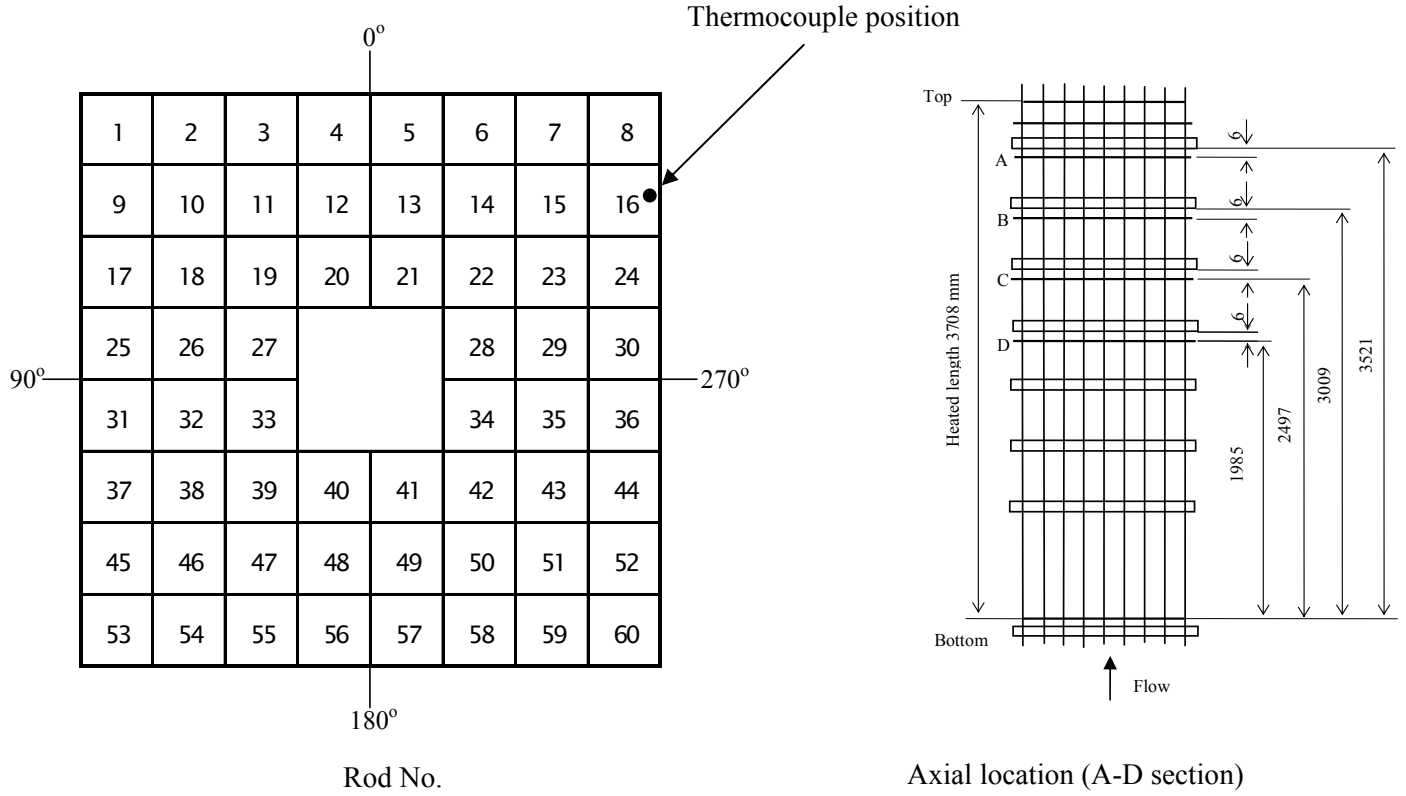 Thermocouple position
0°
1 2 3 4 5 6 7 8
9 10 11 12 13 14 15 16
17 18 19 20 21 22 23 24
25 26 27 28 29 30
90° 270°
31 32 33 34 35 36
37 38 39 40 41 42 43 44
45 46 47 48 49 50 51 52
53 54 55 56 57 58 59 60
180°
Rod No.
Top
A
B
C
D
Heated length 3708 mm
6
6
6
6
1985
2497
3009
3521
Bottom
Flow
Axial location (A-D section)